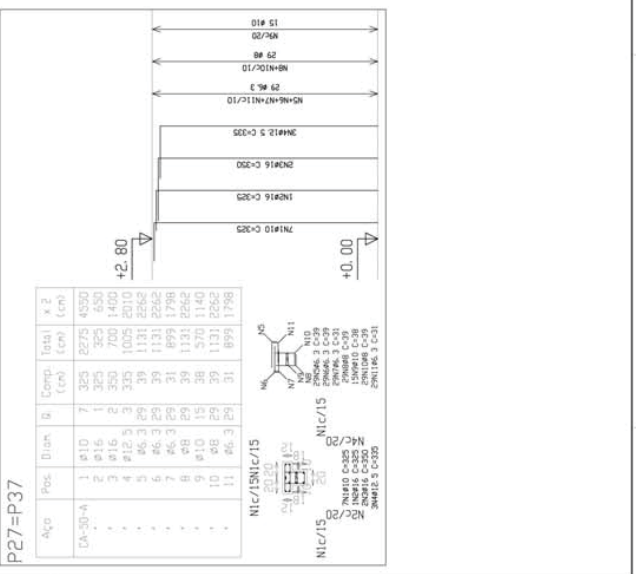 P27=P37
Aço Pos. Diam. Q. Comp. (cm) Total (cm) x 2 (cm)
CA-50-A 1 ø10 7 325 2275 4550
2 ø16 1 325 325 650
3 ø16 2 350 700 1400
4 ø12.5 3 335 1005 2010
5 ø6.3 29 39 1131 2262
6 ø6.3 29 39 1131 2262
7 ø6.3 29 31 899 1798
8 ø8 29 39 1131 2262
9 ø10 15 38 570 1140
10 ø8 29 39 1131 2262
11 ø6.3 29 31 899 1798
+2. 80
+0. 00
15 ø10
N9c/20
29 ø8
N8+N10c/10
29 ø6.3
N5+N6+N7+N11c/10
3N4ø12.5 C=335
2N3ø16 C=350
1N2ø16 C=325
7N1ø10 C=325
N1c/15N1c/15
20 20
18
18
20
N1c/15
N1c/15
N2c/20
N4c/20
7N1ø10 C=325
1N2ø16 C=325
2N3ø16 C=350
3N4ø12.5 C=335
N5
N6
N11
N7
N9
N8
N10
29N5ø6.3 C=39
29N6ø6.3 C=39
29N7ø6.3 C=31
29N8ø8 C=39
15N9ø10 C=38
29N10ø8 C=39
29N11ø6.3 C=31